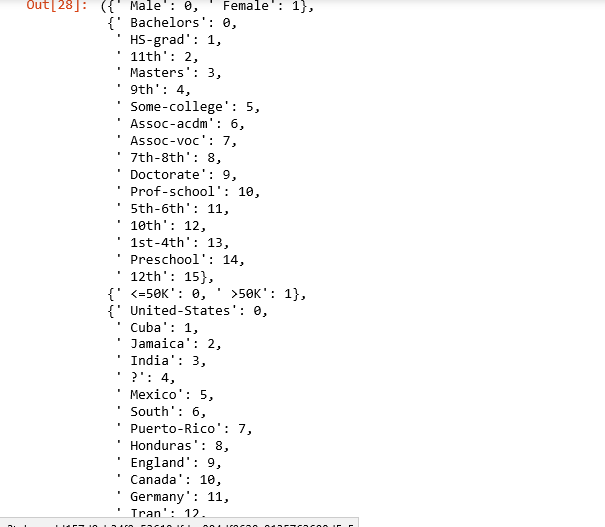 Out[28]: ({' Male': 0, ' Female': 1},
{' Bachelors': 0,
' HS-grad': 1,
' 11th': 2,
' Masters': 3,
' 9th': 4,
' Some-college': 5,
' Assoc-acdm': 6,
' Assoc-voc': 7,
' 7th-8th': 8,
' Doctorate': 9,
' Prof-school': 10,
' 5th-6th': 11,
' 10th': 12,
' 1st-4th': 13,
' Preschool': 14,
' 12th': 15},
{' <=50K': 0, ' >50K': 1},
{' United-States': 0,
' Cuba': 1,
' Jamaica': 2,
' India': 3,
' ?': 4,
' Mexico': 5,
' South': 6,
' Puerto-Rico': 7,
' Honduras': 8,
' England': 9,
' Canada': 10,
' Germany': 11,
' Iran': 12,